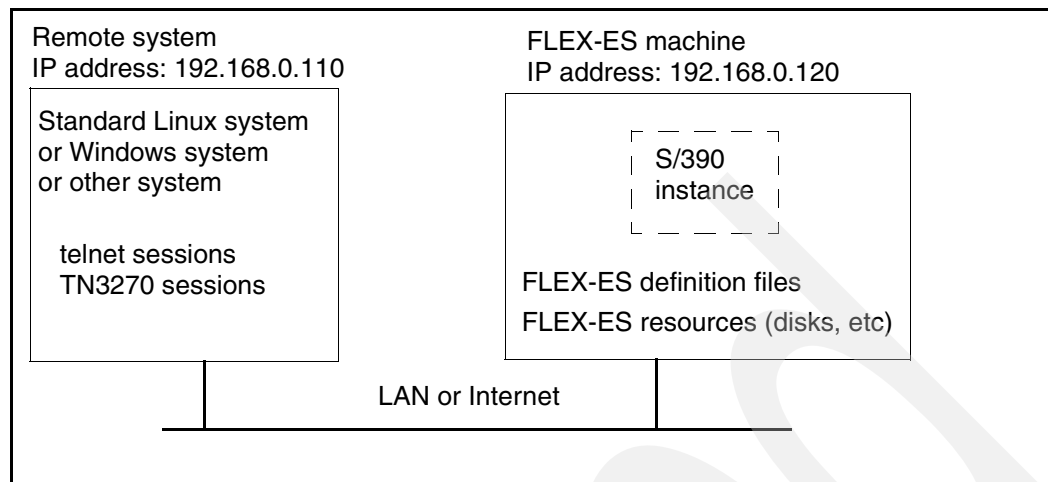 Remote system
IP address: 192.168.0.110
Standard Linux system
or Windows system
or other system
telnet sessions
TN3270 sessions
FLEX-ES machine
IP address: 192.168.0.120
S/390
instance
FLEX-ES definition files
FLEX-ES resources (disks, etc)
LAN or Internet